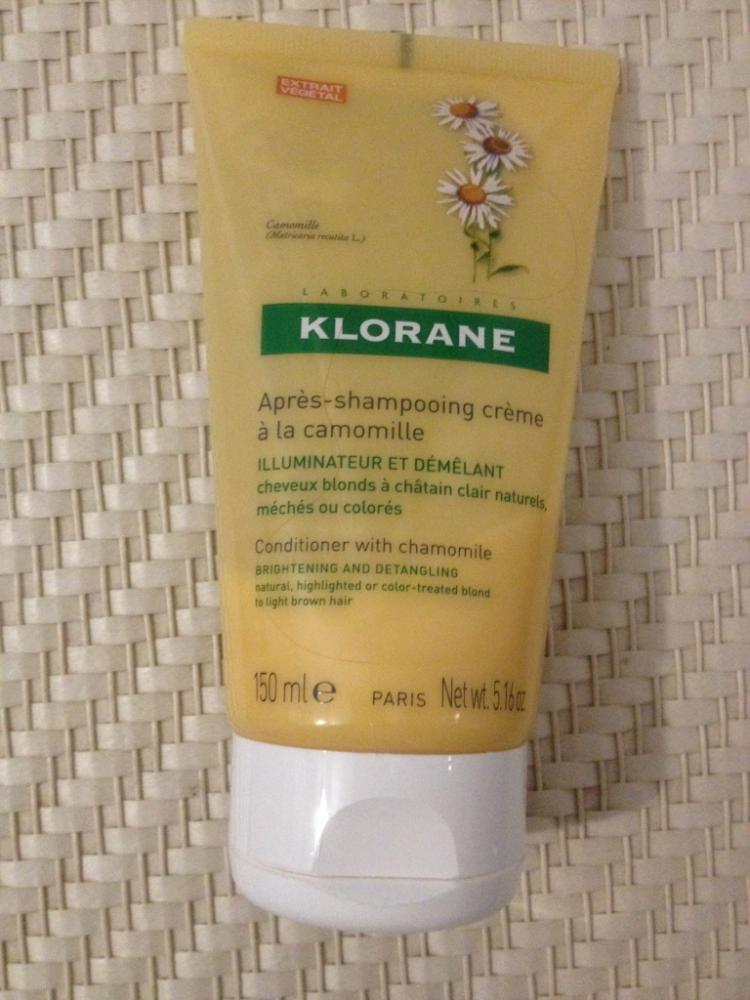 EXTRAIT
VÉGÉTAL
Camomille
(Matricaria recutita L.)
LABORATOIRES
KLORANE
Après-shampooing crème
à la camomille
ILLUMINATEUR ET DÉMÊLANT
cheveux blonds à châtain clair naturels,
méchés ou colorés
Conditioner with chamomile
BRIGHTENING AND DETANGLING
natural, highlighted or color-treated blond
to light brown hair
150 ml e PARIS Net wt. 5.16 oz